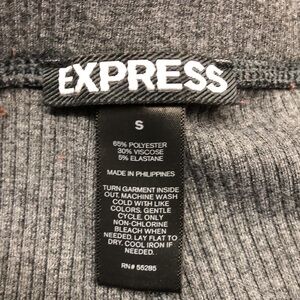 EXPRESS
S
65% POLYESTER
30% VISCOSE
5% ELASTANE
MADE IN PHILIPPINES
TURN GARMENT INSIDE
OUT. MACHINE WASH
COLD WITH LIKE
COLORS. GENTLE
CYCLE. ONLY
NON-CHLORINE
BLEACH WHEN
NEEDED. LAY FLAT TO
DRY. COOL IRON IF
NEEDED.
RN# 55285